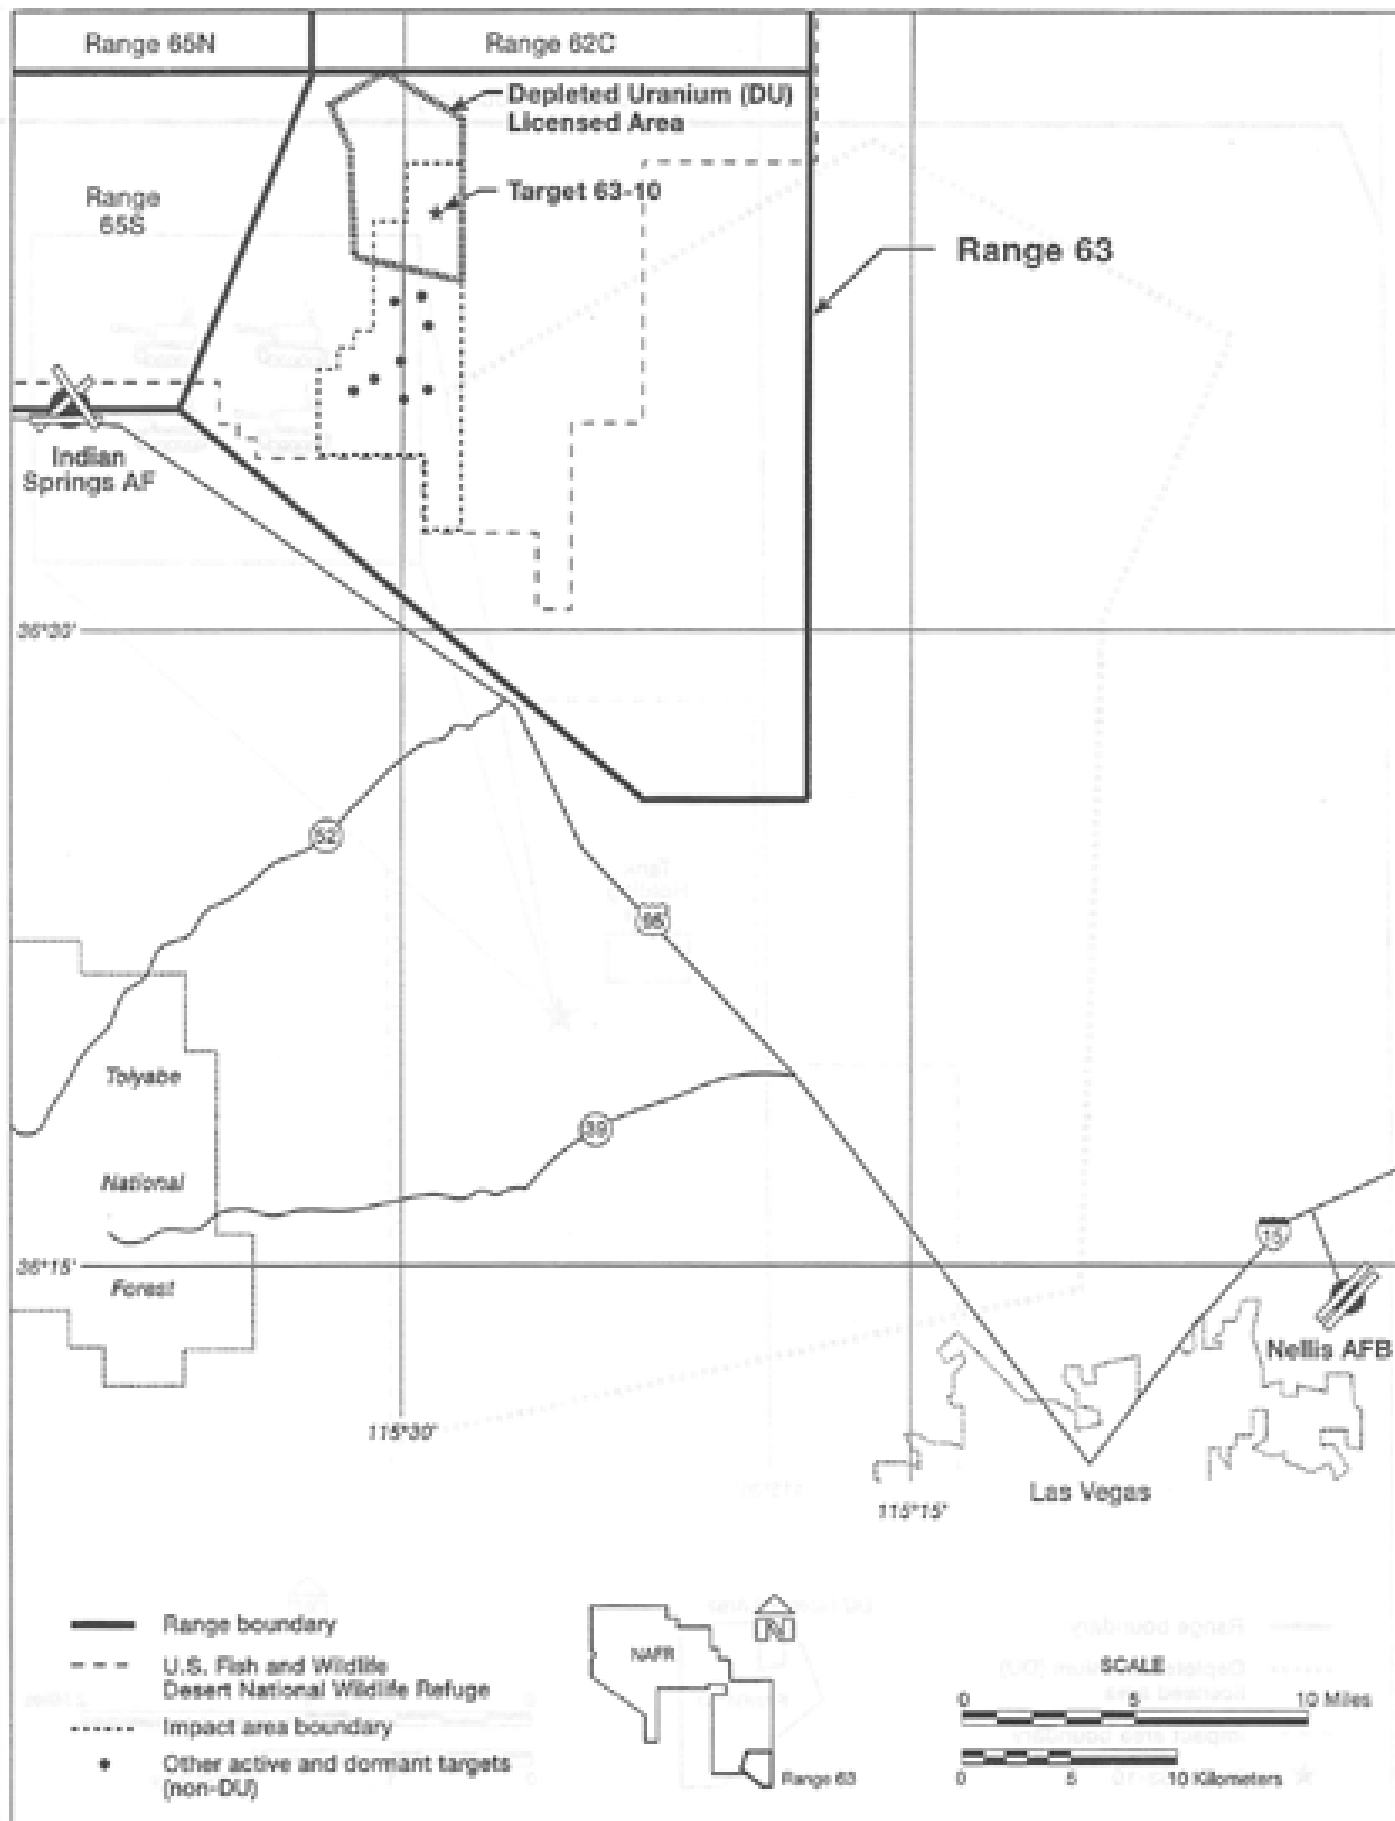 Range 65N
Range 62C
Depleted Uranium (DU)
Licensed Area
Range
65S
Target 63-10
Range 63
Indian
Springs AF
36°30'
52
95
Toiyabe
39
National
15
36°15'
Forest
Nellis AFB
115°30'
Las Vegas
115°15'
Range boundary
U.S. Fish and Wildlife
Desert National Wildlife Refuge
Impact area boundary
Other active and dormant targets
(non-DU)
NAFR
N
Range 63
SCALE
0 5 10 Miles
0 5 10 Kilometers